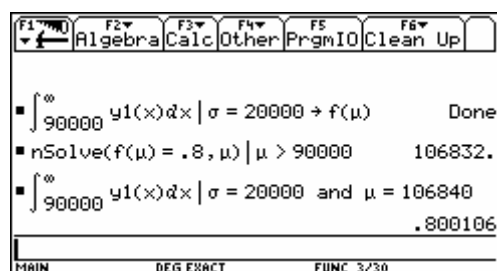 F1 F2 F3 F4 F5 F6
Algebra Calc Other PrgmIO Clean Up
▪ ∫ ∞ 90000 y1(x)dx | σ = 20000 → f(μ) Done
▪ nSolve(f(μ) = .8, μ) | μ > 90000 106832.
▪ ∫ ∞ 90000 y1(x)dx | σ = 20000 and μ = 106840
.800106
MAIN DEG EXACT FUNC 3/30